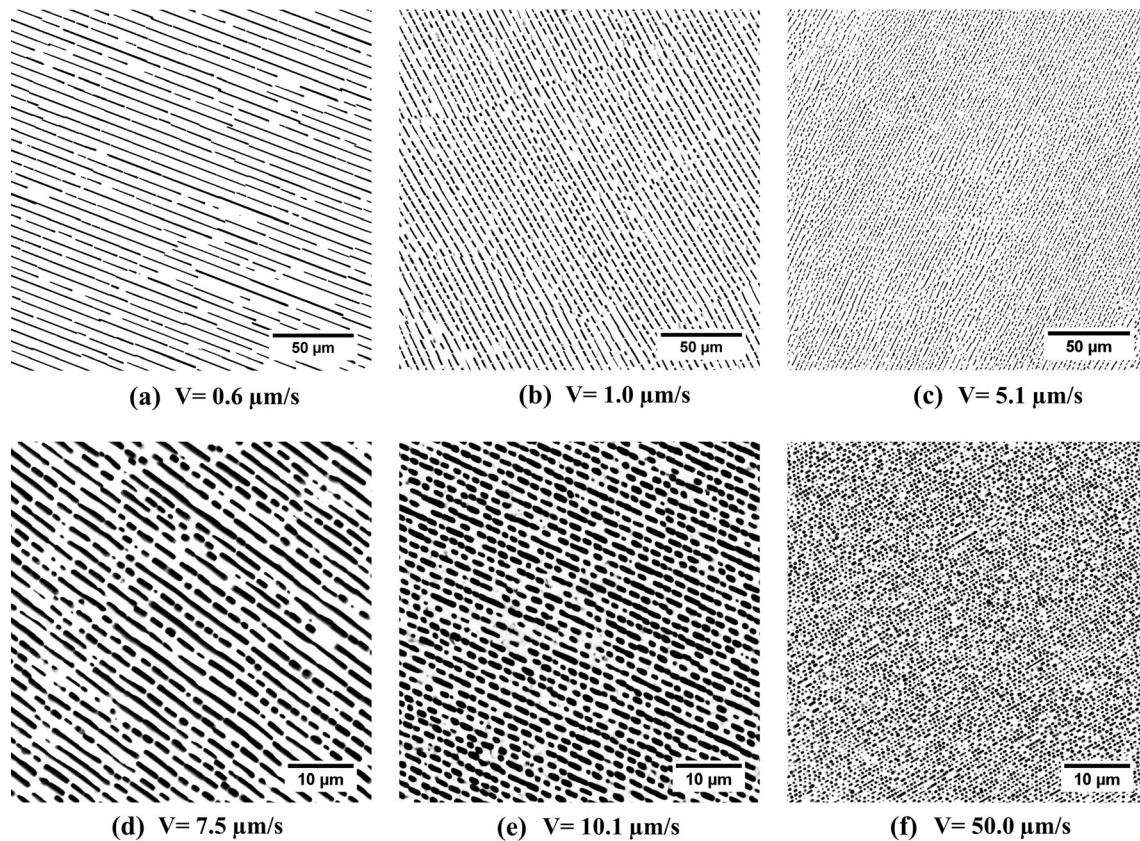 50 µm
50 µm
50 µm
(a) V= 0.6 µm/s
(b) V= 1.0 µm/s
(c) V= 5.1 µm/s
10 µm
10 µm
10 µm
(d) V= 7.5 µm/s
(e) V= 10.1 µm/s
(f) V= 50.0 µm/s